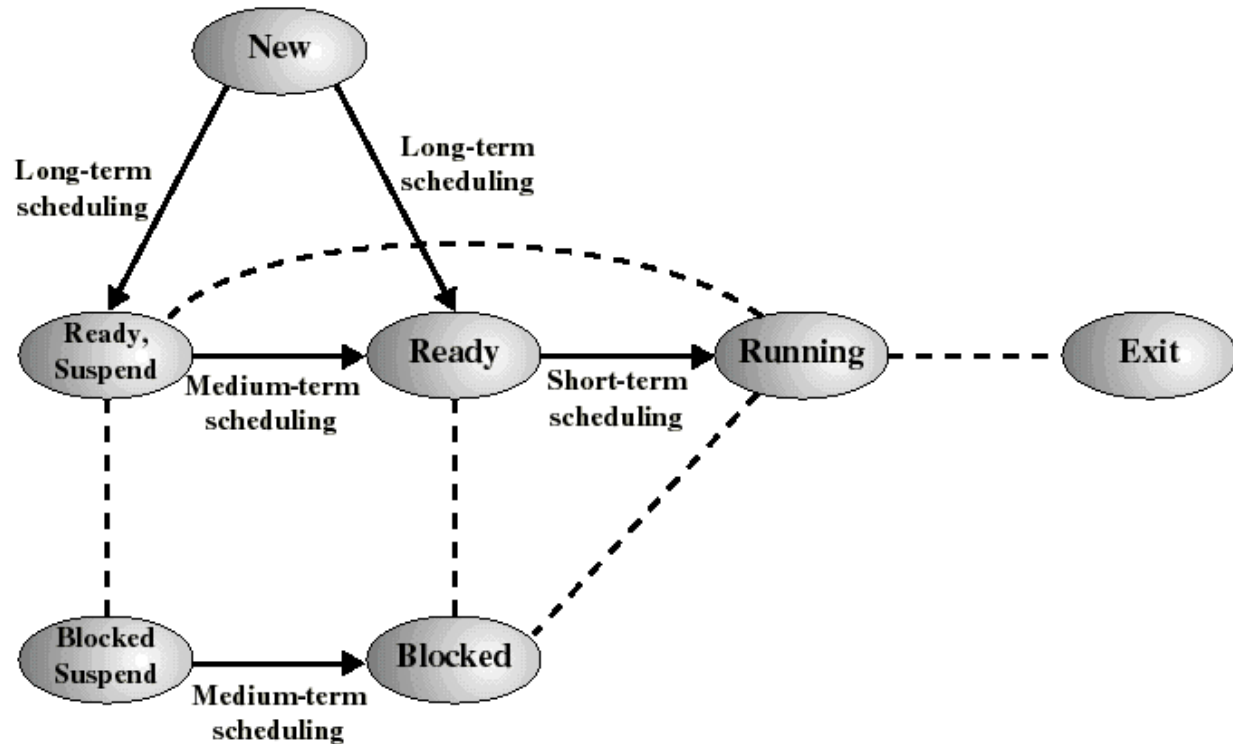 New
Long-term
scheduling
Long-term
scheduling
Ready,
Suspend
Medium-term
scheduling
Ready
Short-term
scheduling
Running
Exit
Blocked
Suspend
Medium-term
scheduling
Blocked